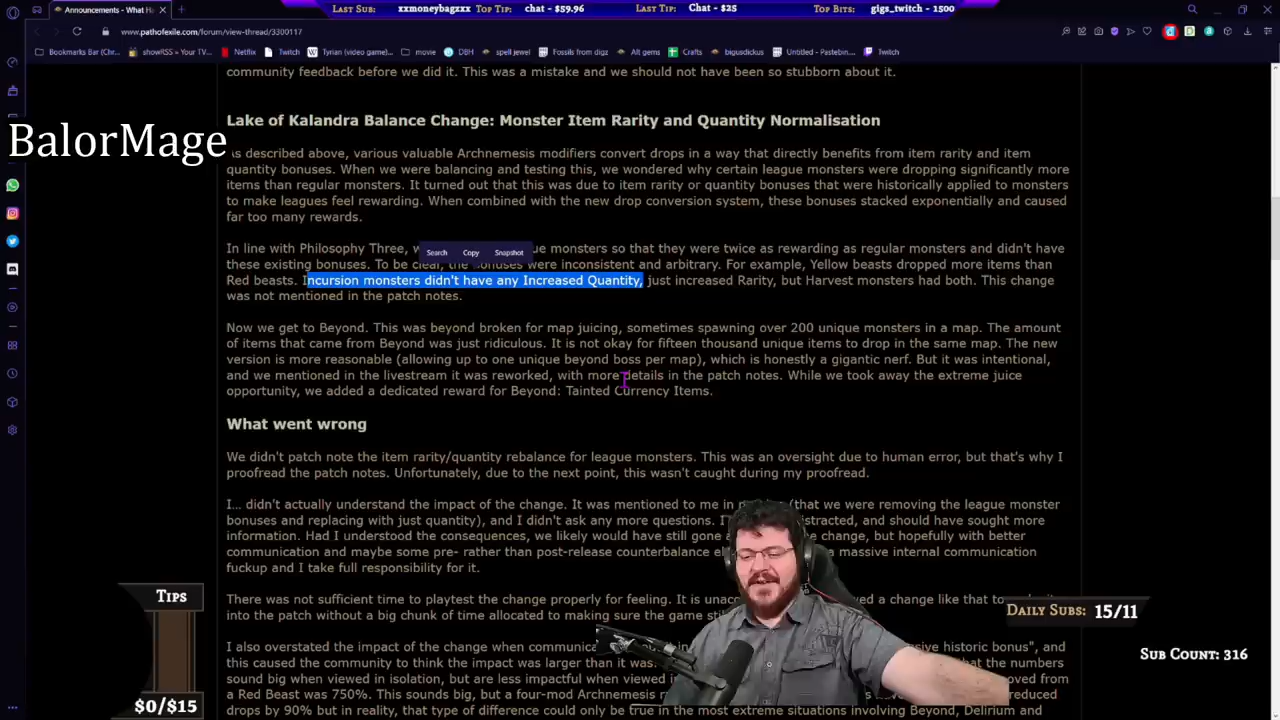 Announcements - What Ha
LAST SUB: xxmoneybagzxx TOP TIP: chat - $59.96 LAST TIP: Chat - $25 TOP BITS: gigs_twitch - 1500
www.pathofexile.com/forum/view-thread/3300117
Bookmarks Bar (Chr... showRSS » Your TV... Netflix Twitch Tyrian (video game)... movie DBH spell jewel Fossils from digz Alt gems Crafts bigusdickus Untitled - Pastebin... Twitch
community feedback before we did it. This was a mistake and we should not have been so stubborn about it.
Lake of Kalandra Balance Change: Monster Item Rarity and Quantity Normalisation
BalorMage
As described above, various valuable Archnemesis modifiers convert drops in a way that directly benefits from item rarity and item
quantity bonuses. When we were balancing and testing this, we wondered why certain league monsters were dropping significantly more
items than regular monsters. It turned out that this was due to item rarity or quantity bonuses that were historically applied to monsters
to make leagues feel rewarding. When combined with the new drop conversion system, these bonuses stacked exponentially and caused
far too many rewards.
In line with Philosophy Three, ue monsters so that they were twice as rewarding as regular monsters and didn't have
Search Copy Snapshot
these existing bonuses. To be clear, the bonuses were inconsistent and arbitrary. For example, Yellow beasts dropped more items than
Red beasts. Incursion monsters didn't have any Increased Quantity, just increased Rarity, but Harvest monsters had both. This change
was not mentioned in the patch notes.
Now we get to Beyond. This was beyond broken for map juicing, sometimes spawning over 200 unique monsters in a map. The amount
of items that came from Beyond was just ridiculous. It is not okay for fifteen thousand unique items to drop in the same map. The new
version is more reasonable (allowing up to one unique beyond boss per map), which is honestly a gigantic nerf. But it was intentional,
and we mentioned in the livestream it was reworked, with more details in the patch notes. While we took away the extreme juice
opportunity, we added a dedicated reward for Beyond: Tainted Currency Items.
What went wrong
We didn't patch note the item rarity/quantity rebalance for league monsters. This was an oversight due to human error, but that's why I
proofread the patch notes. Unfortunately, due to the next point, this wasn't caught during my proofread.
I... didn't actually understand the impact of the change. It was mentioned to me in (that we were removing the league monster
bonuses and replacing with just quantity), and I didn't ask any more questions. distracted, and should have sought more
information. Had I understood the consequences, we likely would have still gone change, but hopefully with better
communication and maybe some pre- rather than post-release counterbalance a massive internal communication
fuckup and I take full responsibility for it.
There was not sufficient time to playtest the change properly for feeling. It is a change like that to
into the patch without a big chunk of time allocated to making sure the game
I also overstated the impact of the change when historic bonus", and
this caused the community to think the impact was larger than it was. that the numbers
sound big when viewed in isolation, but are less impactful when viewed from
a Red Beast was 750%. This sounds big, but a four-mod Archnemesis reduced
drops by 90% but in reality, that type of difference could only be true in the most extreme situations involving Beyond, Delirium and
TIPS
$0/$15
DAILY SUBS: 15/11
SUB COUNT: 316